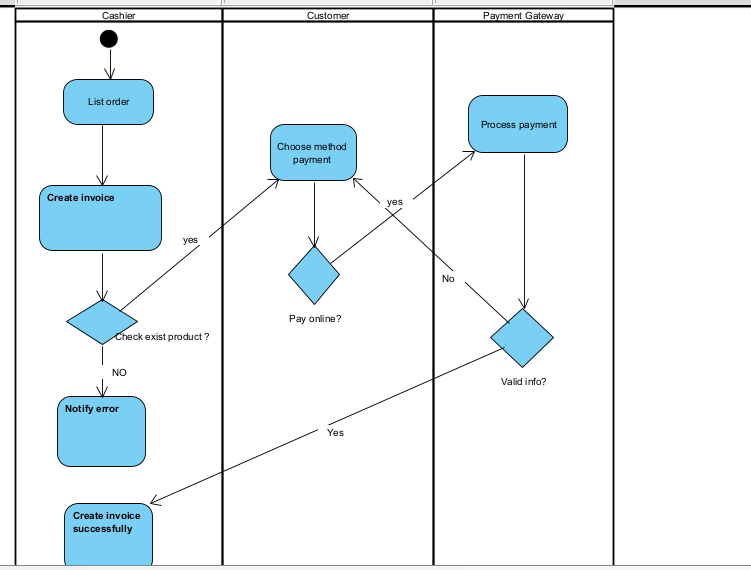 Cashier
Customer
Payment Gateway
List order
Process payment
Choose method
payment
Create invoice
yes
yes
No
Pay online?
Check exist product ?
NO
Valid info?
Notify error
Yes
Create invoice
successfully